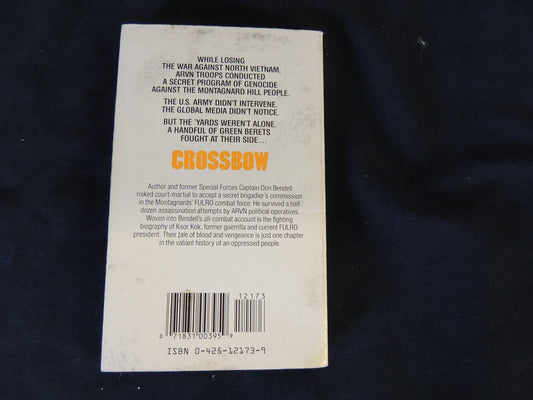 WHILE LOSING
THE WAR AGAINST NORTH VIETNAM,
ARVN TROOPS CONDUCTED
A SECRET PROGRAM OF GENOCIDE
AGAINST THE MONTAGNARD HILL PEOPLE.
THE U.S. ARMY DIDN'T INTERVENE.
THE GLOBAL MEDIA DIDN'T NOTICE.
BUT THE 'YARDS WEREN'T ALONE.
A HANDFUL OF GREEN BERETS
FOUGHT AT THEIR SIDE...
CROSSBOW
Author and former Special Forces Captain Don Bendell
risked court-martial to accept a secret brigadier's commission
in the Montagnards' FULRO combat force. He survived a half
dozen assassination attempts by ARVN political operatives.
Woven into Bendell's all-combat account is the fighting
biography of Ksor Kok, former guerrilla and current FULRO
president. Their tale of blood and vengeance is just one chapter
in the valiant history of an oppressed people.
12173
0 71831 00395 9
ISBN 0-425-12173-9